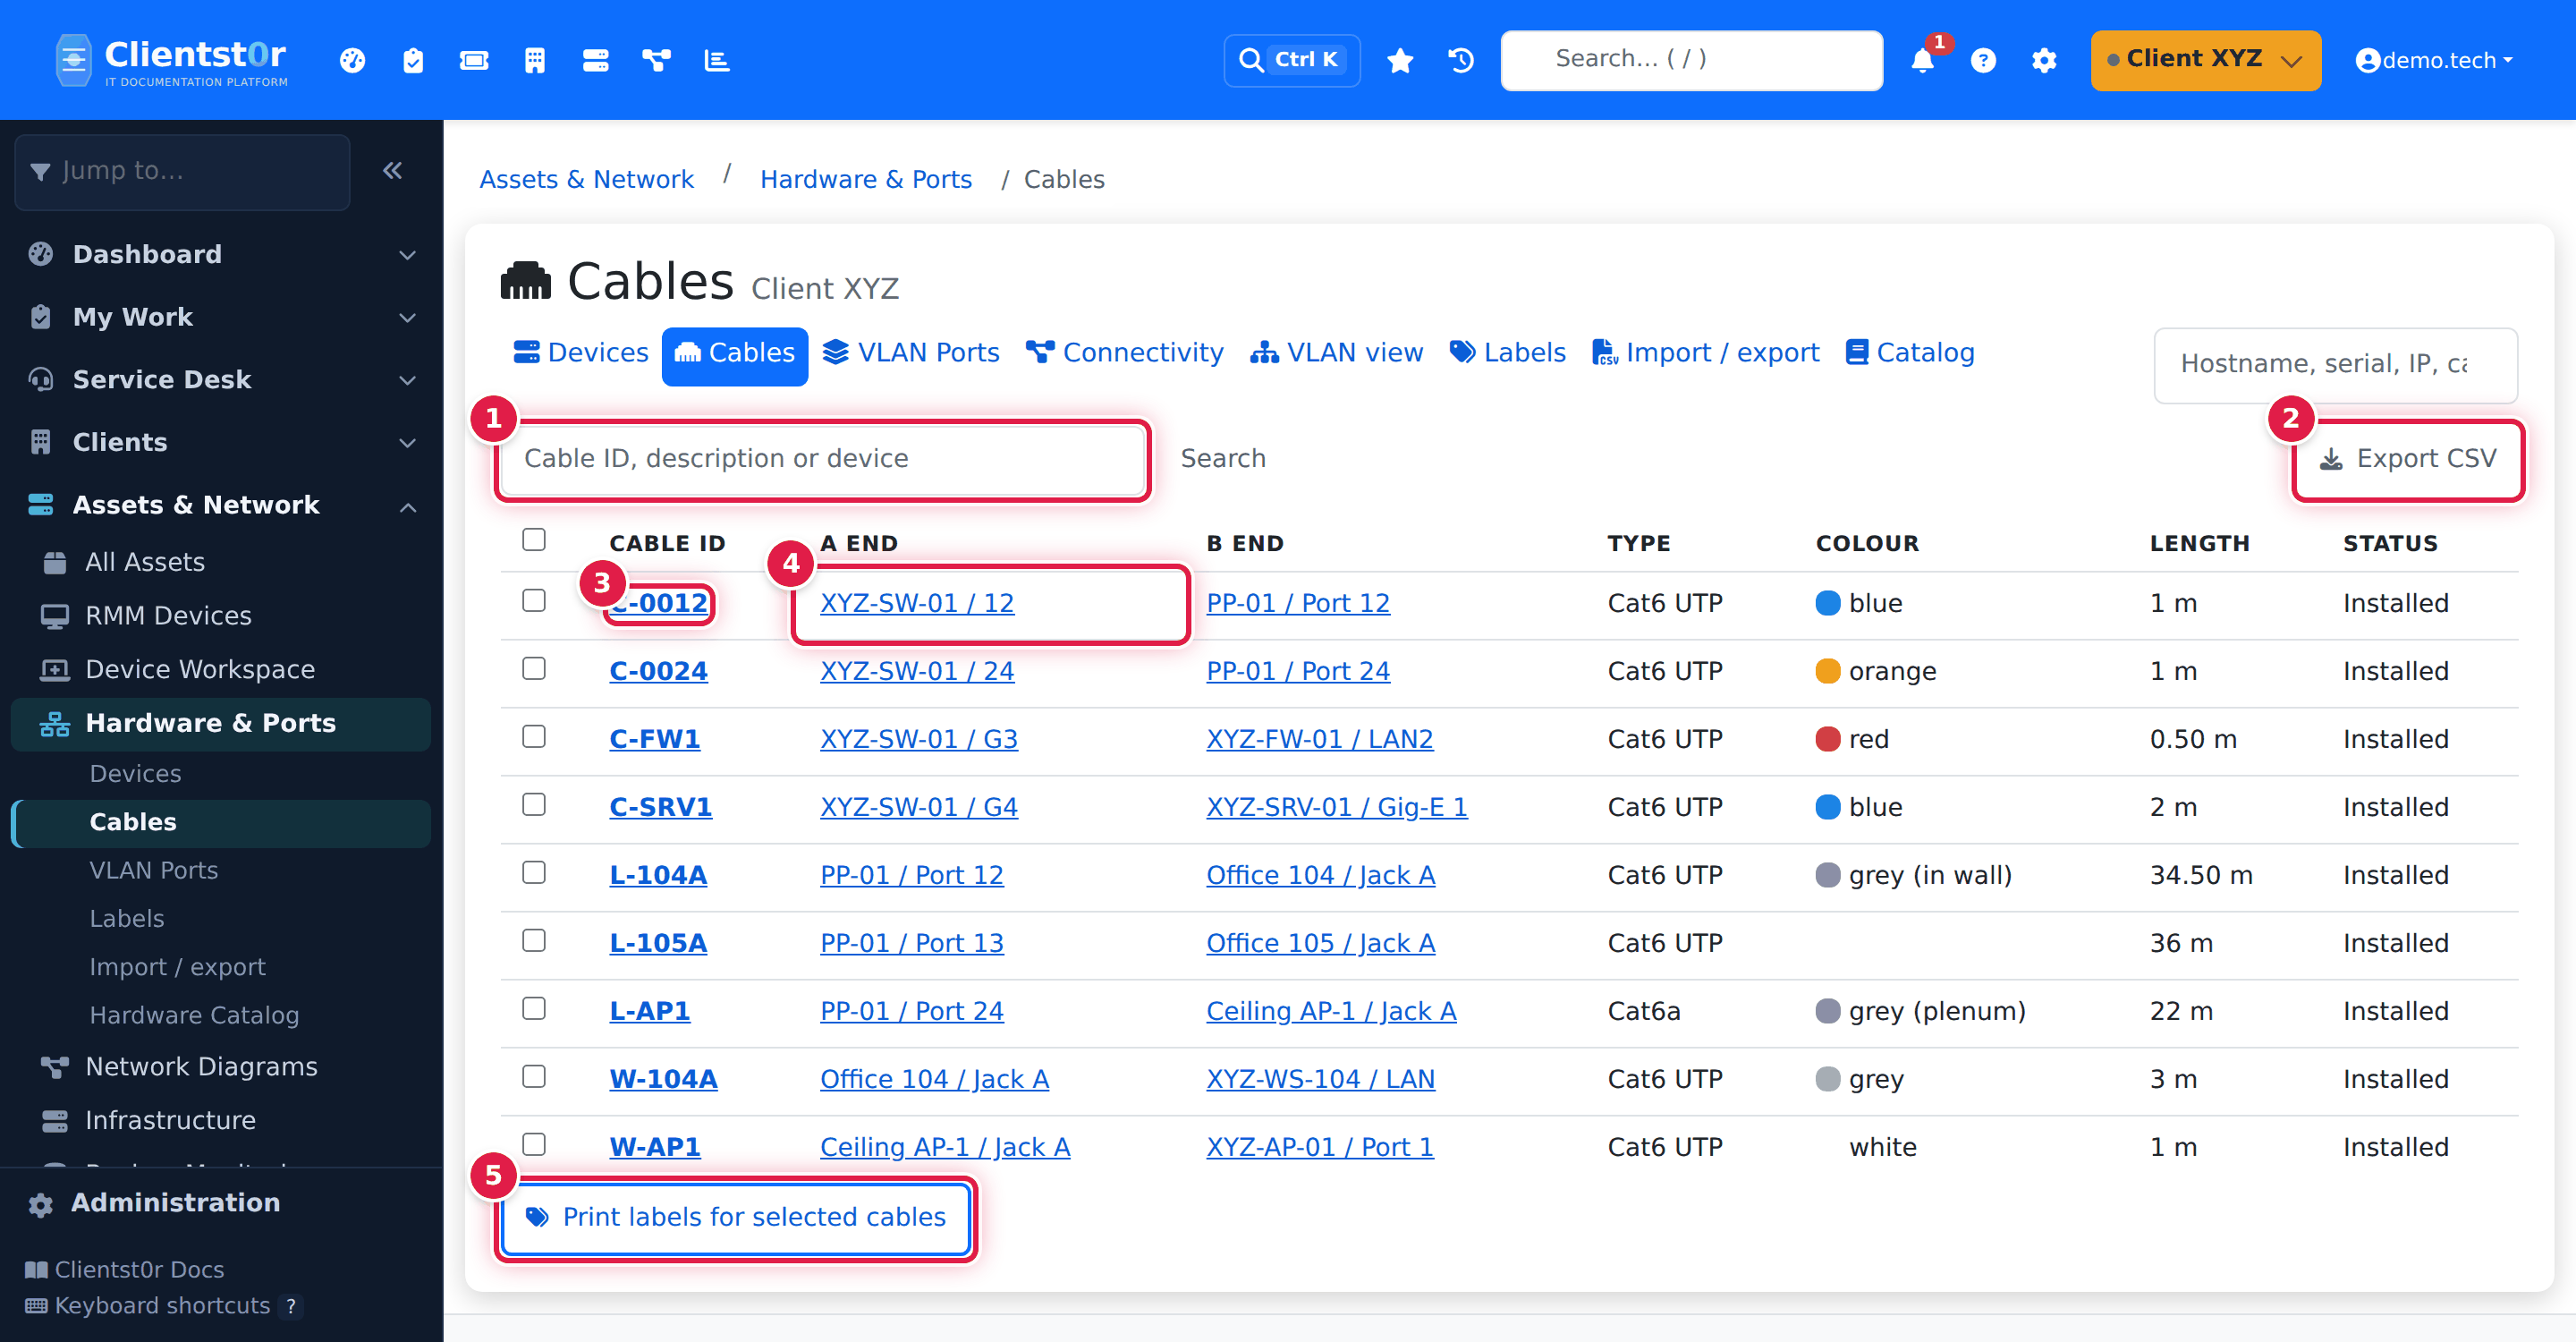 Clientst0r
IT DOCUMENTATION PLATFORM
Ctrl K
Search... ( / )
1
?
Client XYZ
demo.tech
Jump to...
Dashboard
My Work
Service Desk
Clients
Assets & Network
All Assets
RMM Devices
Device Workspace
Hardware & Ports
Devices
Cables
VLAN Ports
Labels
Import / export
Hardware Catalog
Network Diagrams
Infrastructure
Administration
Clientst0r Docs
Keyboard shortcuts ?
Assets & Network / Hardware & Ports / Cables
Cables Client XYZ
Devices Cables VLAN Ports Connectivity VLAN view Labels Import / export Catalog
Hostname, serial, IP, ca
1
Cable ID, description or device
Search
2
Export CSV
CABLE ID A END B END TYPE COLOUR LENGTH STATUS
3
4
C-0012 XYZ-SW-01 / 12 PP-01 / Port 12 Cat6 UTP blue 1 m Installed
C-0024 XYZ-SW-01 / 24 PP-01 / Port 24 Cat6 UTP orange 1 m Installed
C-FW1 XYZ-SW-01 / G3 XYZ-FW-01 / LAN2 Cat6 UTP red 0.50 m Installed
C-SRV1 XYZ-SW-01 / G4 XYZ-SRV-01 / Gig-E 1 Cat6 UTP blue 2 m Installed
L-104A PP-01 / Port 12 Office 104 / Jack A Cat6 UTP grey (in wall) 34.50 m Installed
L-105A PP-01 / Port 13 Office 105 / Jack A Cat6 UTP 36 m Installed
L-AP1 PP-01 / Port 24 Ceiling AP-1 / Jack A Cat6a grey (plenum) 22 m Installed
W-104A Office 104 / Jack A XYZ-WS-104 / LAN Cat6 UTP grey 3 m Installed
W-AP1 Ceiling AP-1 / Jack A XYZ-AP-01 / Port 1 Cat6 UTP white 1 m Installed
5
Print labels for selected cables